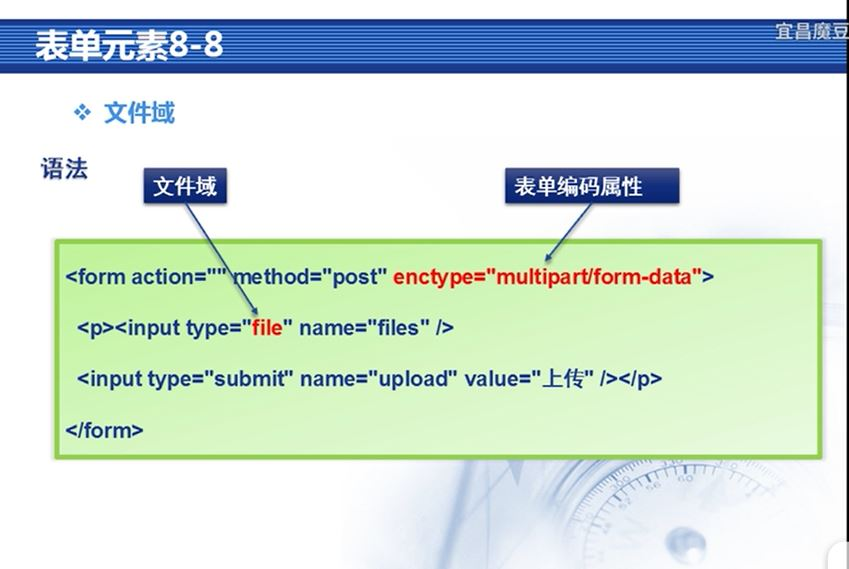 表单元素8-8
宜昌魔豆
文件域
语法
文件域
表单编码属性
<form action="" method="post" enctype="multipart/form-data">
<p><input type="file" name="files" />
<input type="submit" name="upload" value="上传" /></p>
</form>